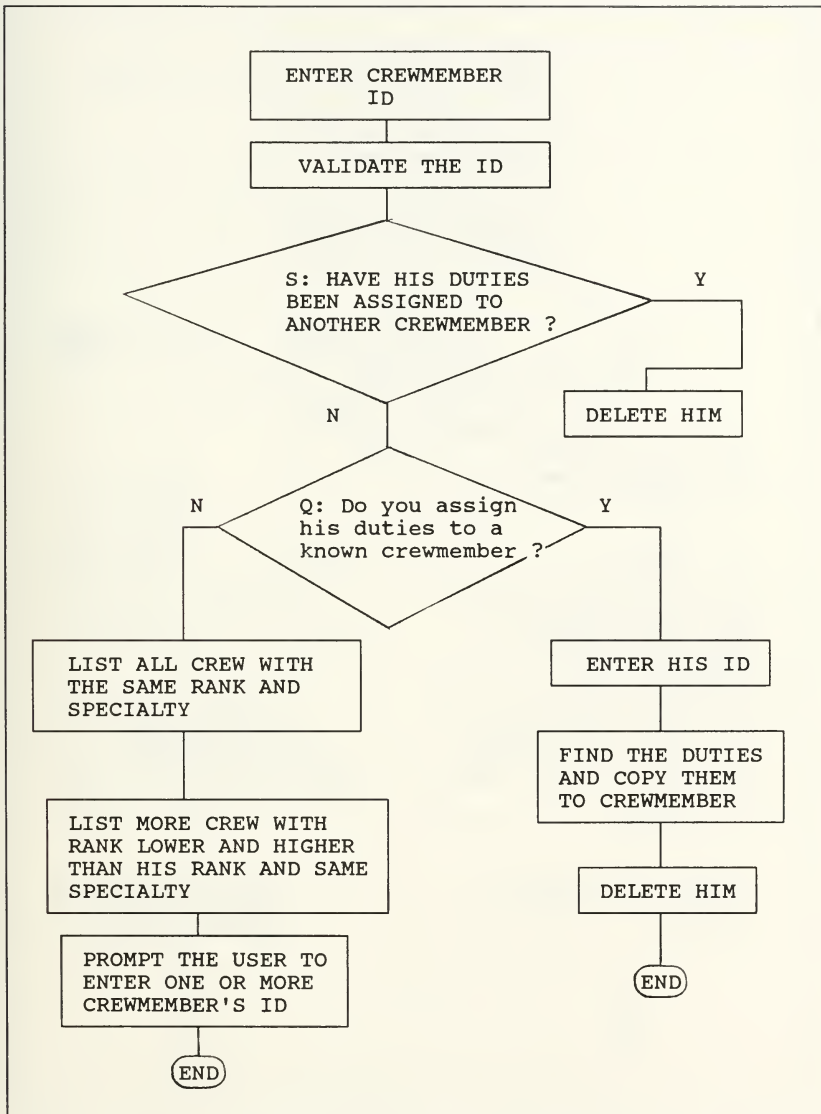 ENTER CREWMEMBER
ID
VALIDATE THE ID
S: HAVE HIS DUTIES
BEEN ASSIGNED TO
ANOTHER CREWMEMBER ?
Y
DELETE HIM
N
Q: Do you assign
his duties to a
known crewmember ?
N
Y
LIST ALL CREW WITH
THE SAME RANK AND
SPECIALTY
LIST MORE CREW WITH
RANK LOWER AND HIGHER
THAN HIS RANK AND SAME
SPECIALTY
PROMPT THE USER TO
ENTER ONE OR MORE
CREWMEMBER'S ID
END
ENTER HIS ID
FIND THE DUTIES
AND COPY THEM
TO CREWMEMBER
DELETE HIM
END